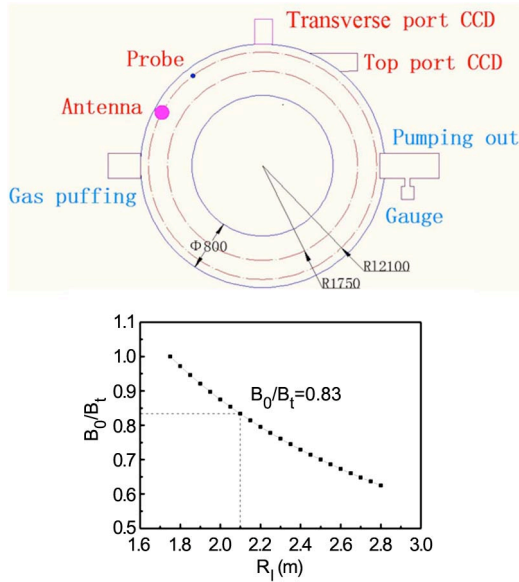 Transverse port CCD
Probe
Top port CCD
Antenna
Pumping out
Gas puffing
Gauge
Φ800
Rl2100
R1750
1.1
1.0
0.9
0.8
0.7
0.6
0.5
B0/Bt
B0/Bt=0.83
1.6 1.8 2.0 2.2 2.4 2.6 2.8 3.0
Rl (m)